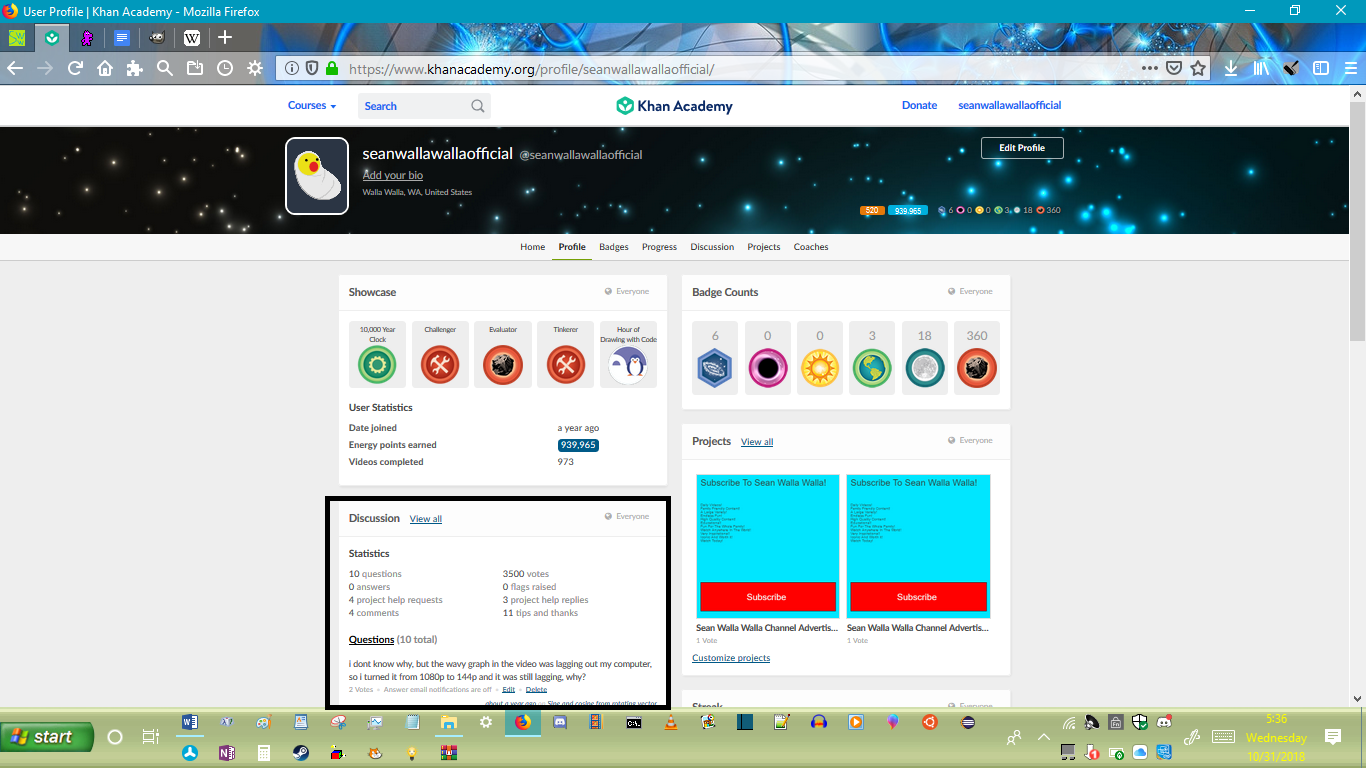 User Profile | Khan Academy - Mozilla Firefox
W
https://www.khanacademy.org/profile/seanwallawallaofficial/
Courses
Search
Khan Academy
Donate
seanwallawallaofficial
seanwallawallaofficial @seanwallawallaofficial
Edit Profile
Add your bio
Walla Walla, WA, United States
520 939,965 6 0 0 3 18 360
Home Profile Badges Progress Discussion Projects Coaches
Showcase
Everyone
10,000 Year Clock
Challenger
Evaluator
Tinkerer
Hour of Drawing with Code
User Statistics
Date joined a year ago
Energy points earned 939,965
Videos completed 973
Badge Counts
Everyone
6 0 0 3 18 360
Projects View all
Everyone
Subscribe To Sean Walla Walla!
Subscribe
Sean Walla Walla Channel Advertis...
1 Vote
Subscribe To Sean Walla Walla!
Subscribe
Sean Walla Walla Channel Advertis...
1 Vote
Customize projects
Streak
Everyone
Discussion View all
Everyone
Statistics
10 questions 3500 votes
0 answers 0 flags raised
4 project help requests 3 project help replies
4 comments 11 tips and thanks
Questions (10 total)
i dont know why, but the wavy graph in the video was lagging out my computer,
so i turned it from 1080p to 144p and it was still lagging, why?
2 Votes • Answer email notifications are off • Edit • Delete
about a year ago on Sine and cosine from rotating vector
start
5:36
Wednesday
10/31/2018